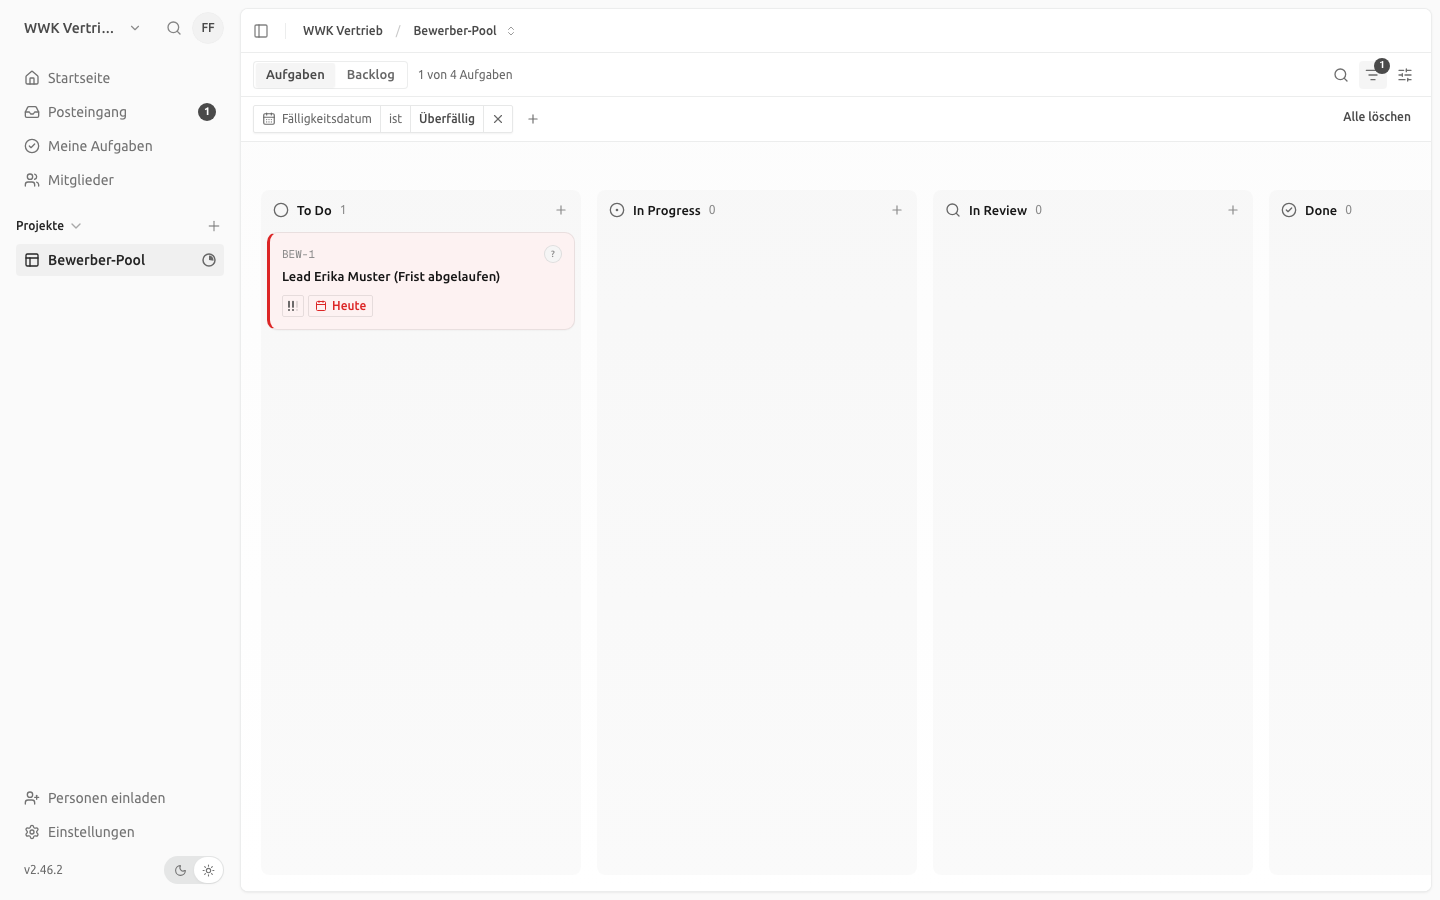 WWK Vertri...
FF
Startseite
Posteingang 1
Meine Aufgaben
Mitglieder
Projekte
Bewerber-Pool
Personen einladen
Einstellungen
v2.46.2
WWK Vertrieb / Bewerber-Pool
Aufgaben Backlog 1 von 4 Aufgaben 1
Fälligkeitsdatum ist Überfällig Alle löschen
To Do 1
BEW-1 ?
Lead Erika Muster (Frist abgelaufen)
!!! Heute
In Progress 0
In Review 0
Done 0